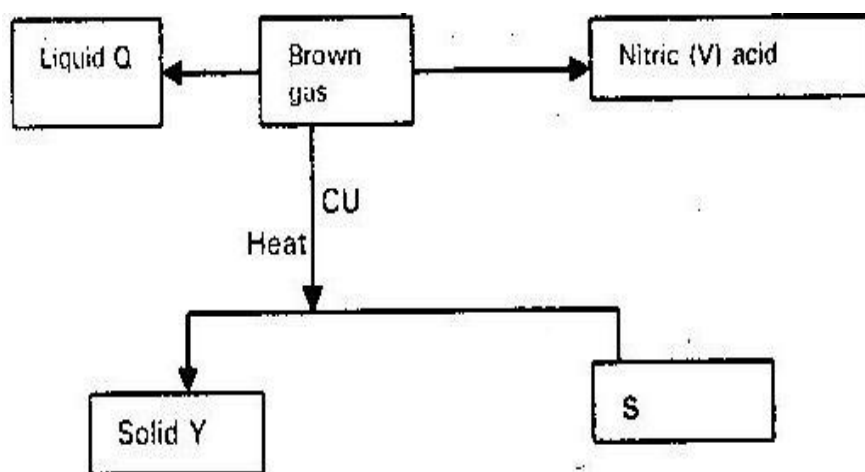 Liquid Q
Brown
gas
Nitric (V) acid
CU
Heat
Solid Y
S